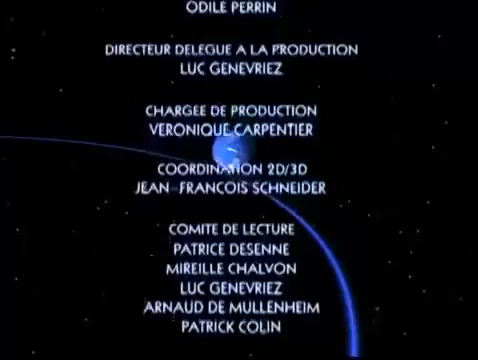 ODILE PERRIN
DIRECTEUR DELEGUE A LA PRODUCTION
LUC GENEVRIEZ
CHARGEE DE PRODUCTION
VERONIQUE CARPENTIER
COORDINATION 2D/3D
JEAN-FRANCOIS SCHNEIDER
COMITE DE LECTURE
PATRICE DESENNE
MIREILLE CHALVON
LUC GENEVRIEZ
ARNAUD DE MULLENHEIM
PATRICK COLIN